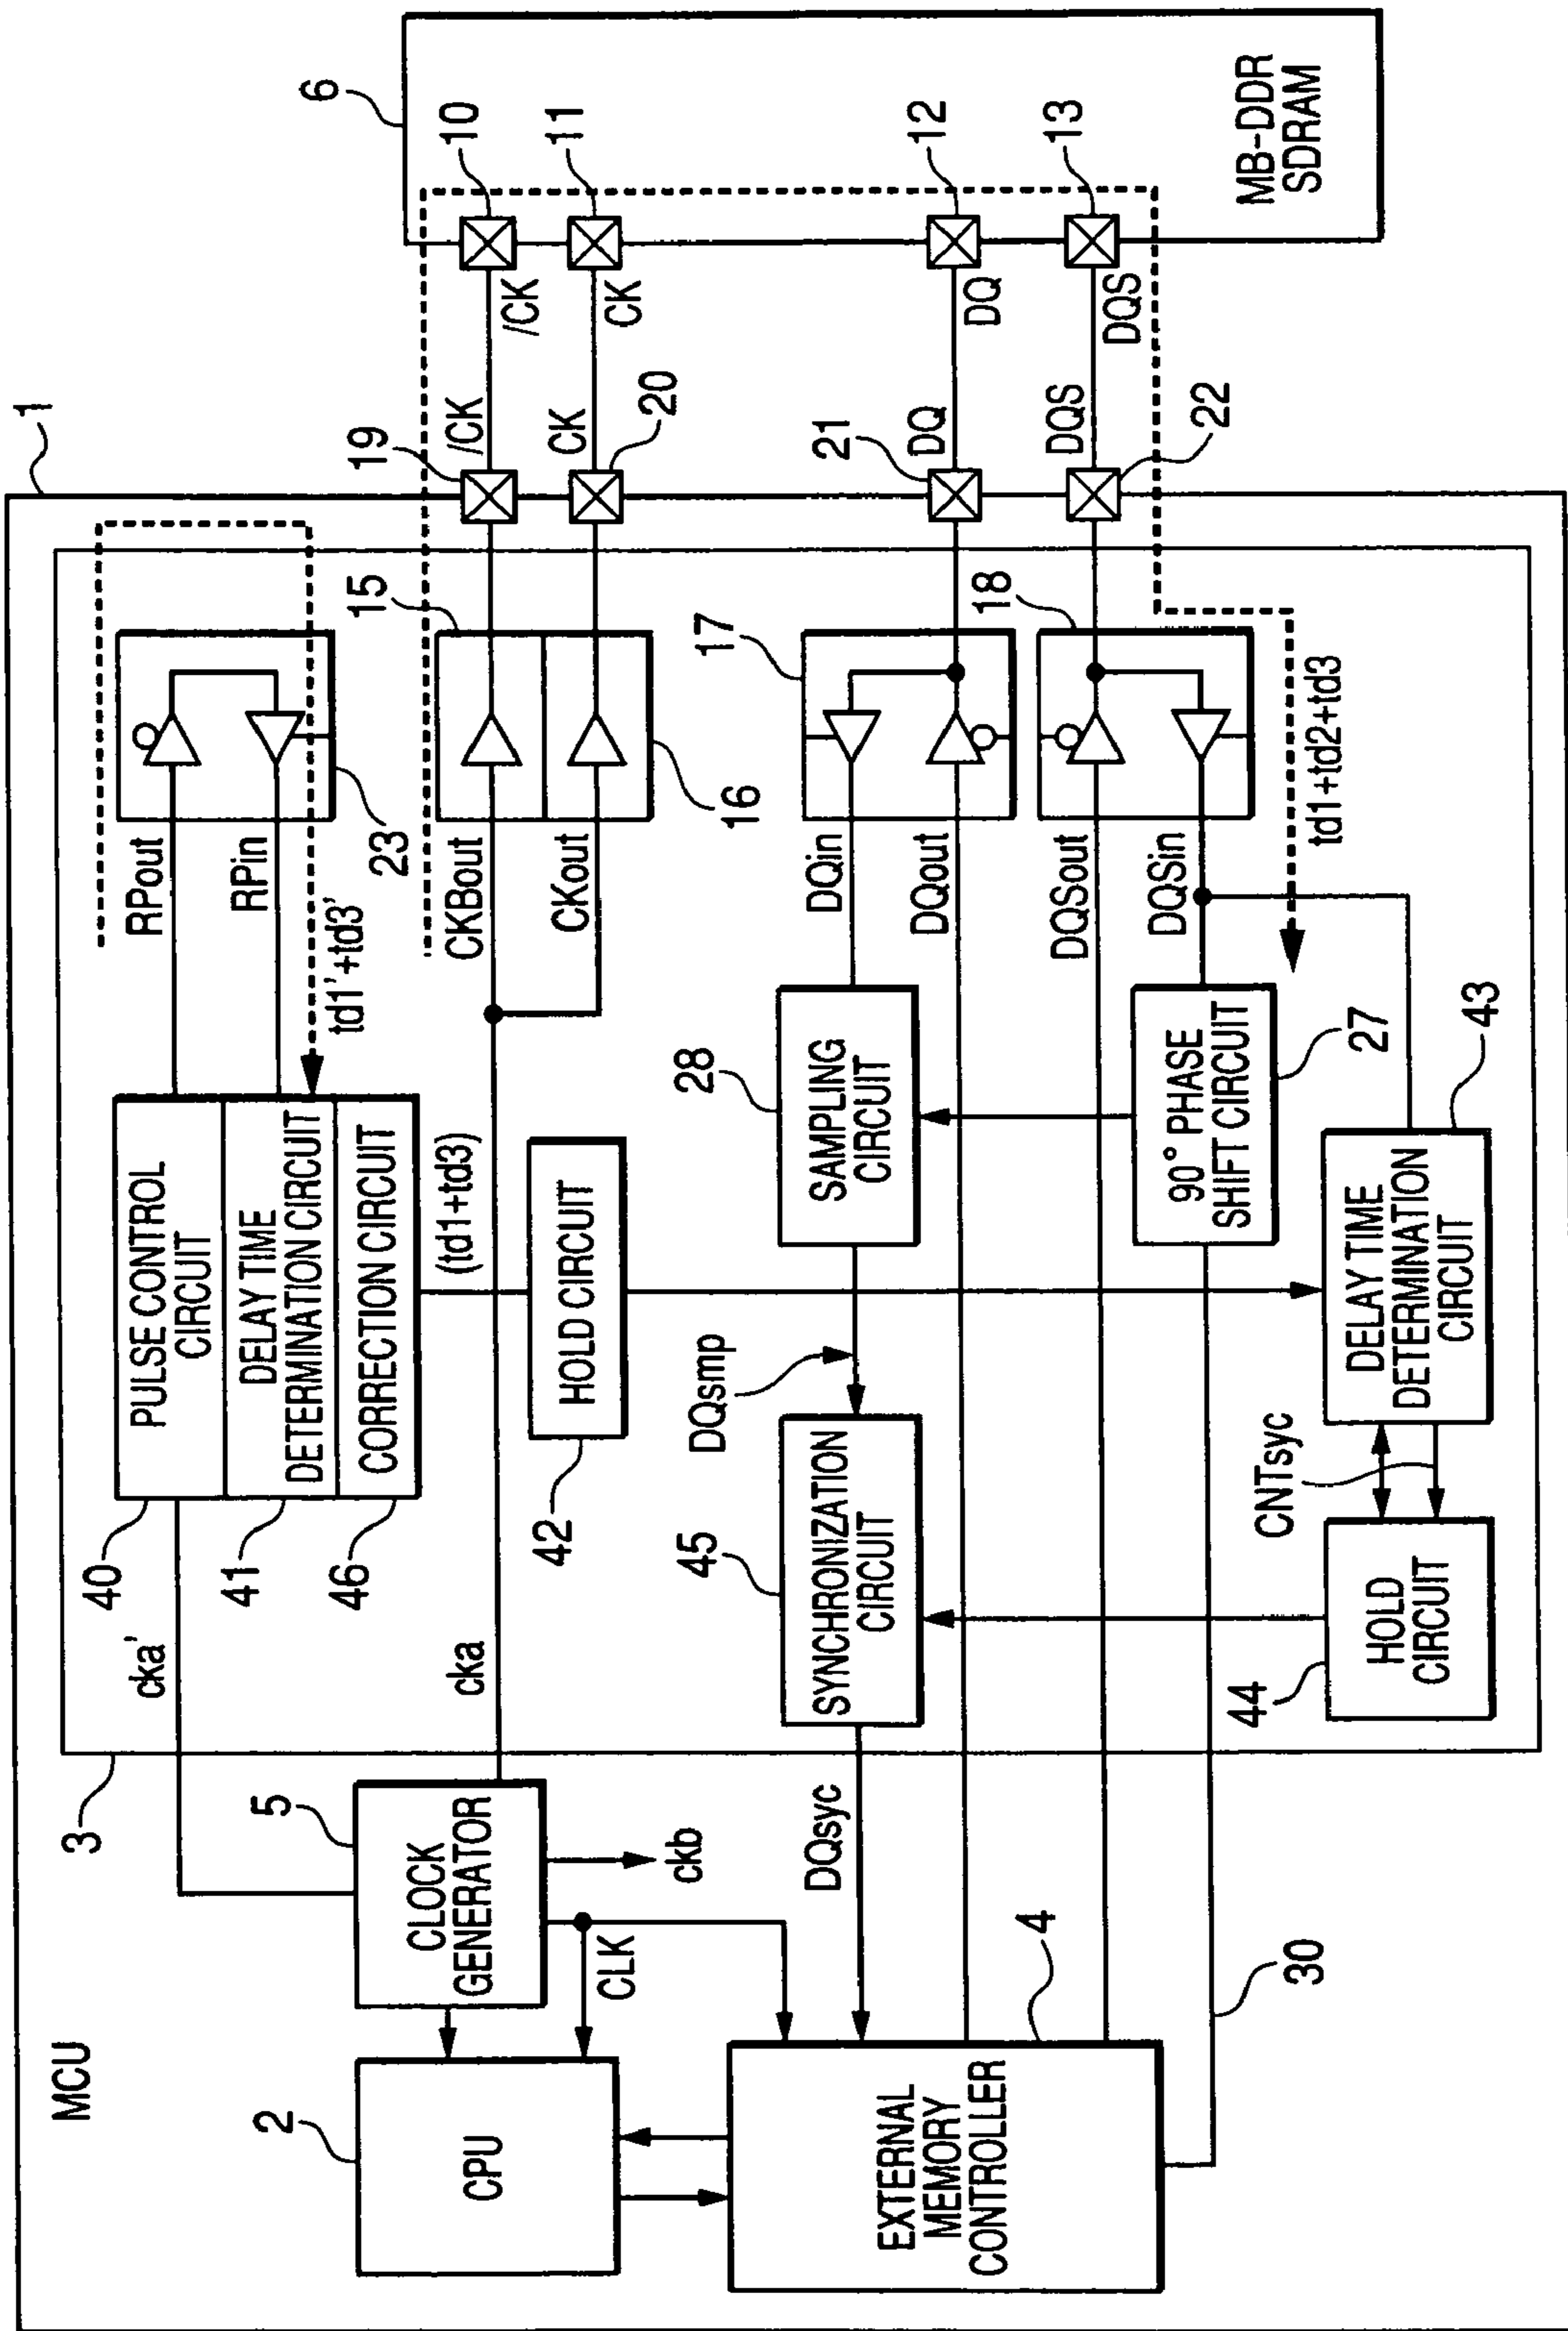 MCU
1
3
2
CPU
5
CLOCK
GENERATOR
CLK
ckb
cka'
cka
EXTERNAL
MEMORY
CONTROLLER
4
30
40
41
46
PULSE CONTROL
CIRCUIT
DELAY TIME
DETERMINATION CIRCUIT
CORRECTION CIRCUIT
RPout
RPin
23
td1'+td3'
(td1+td3)
HOLD CIRCUIT
42
CKBout
CKout
15
16
19
/CK
/CK
10
20
CK
CK
11
6
MB-DDR
SDRAM
DQsyc
45
SYNCHRONIZATION
CIRCUIT
DQsmp
28
SAMPLING
CIRCUIT
DQin
DQout
17
21
DQ
DQ
12
DQSout
DQSin
18
22
DQS
DQS
13
90° PHASE
SHIFT CIRCUIT
27
td1+td2+td3
44
HOLD
CIRCUIT
CNTsyc
DELAY TIME
DETERMINATION
CIRCUIT
43